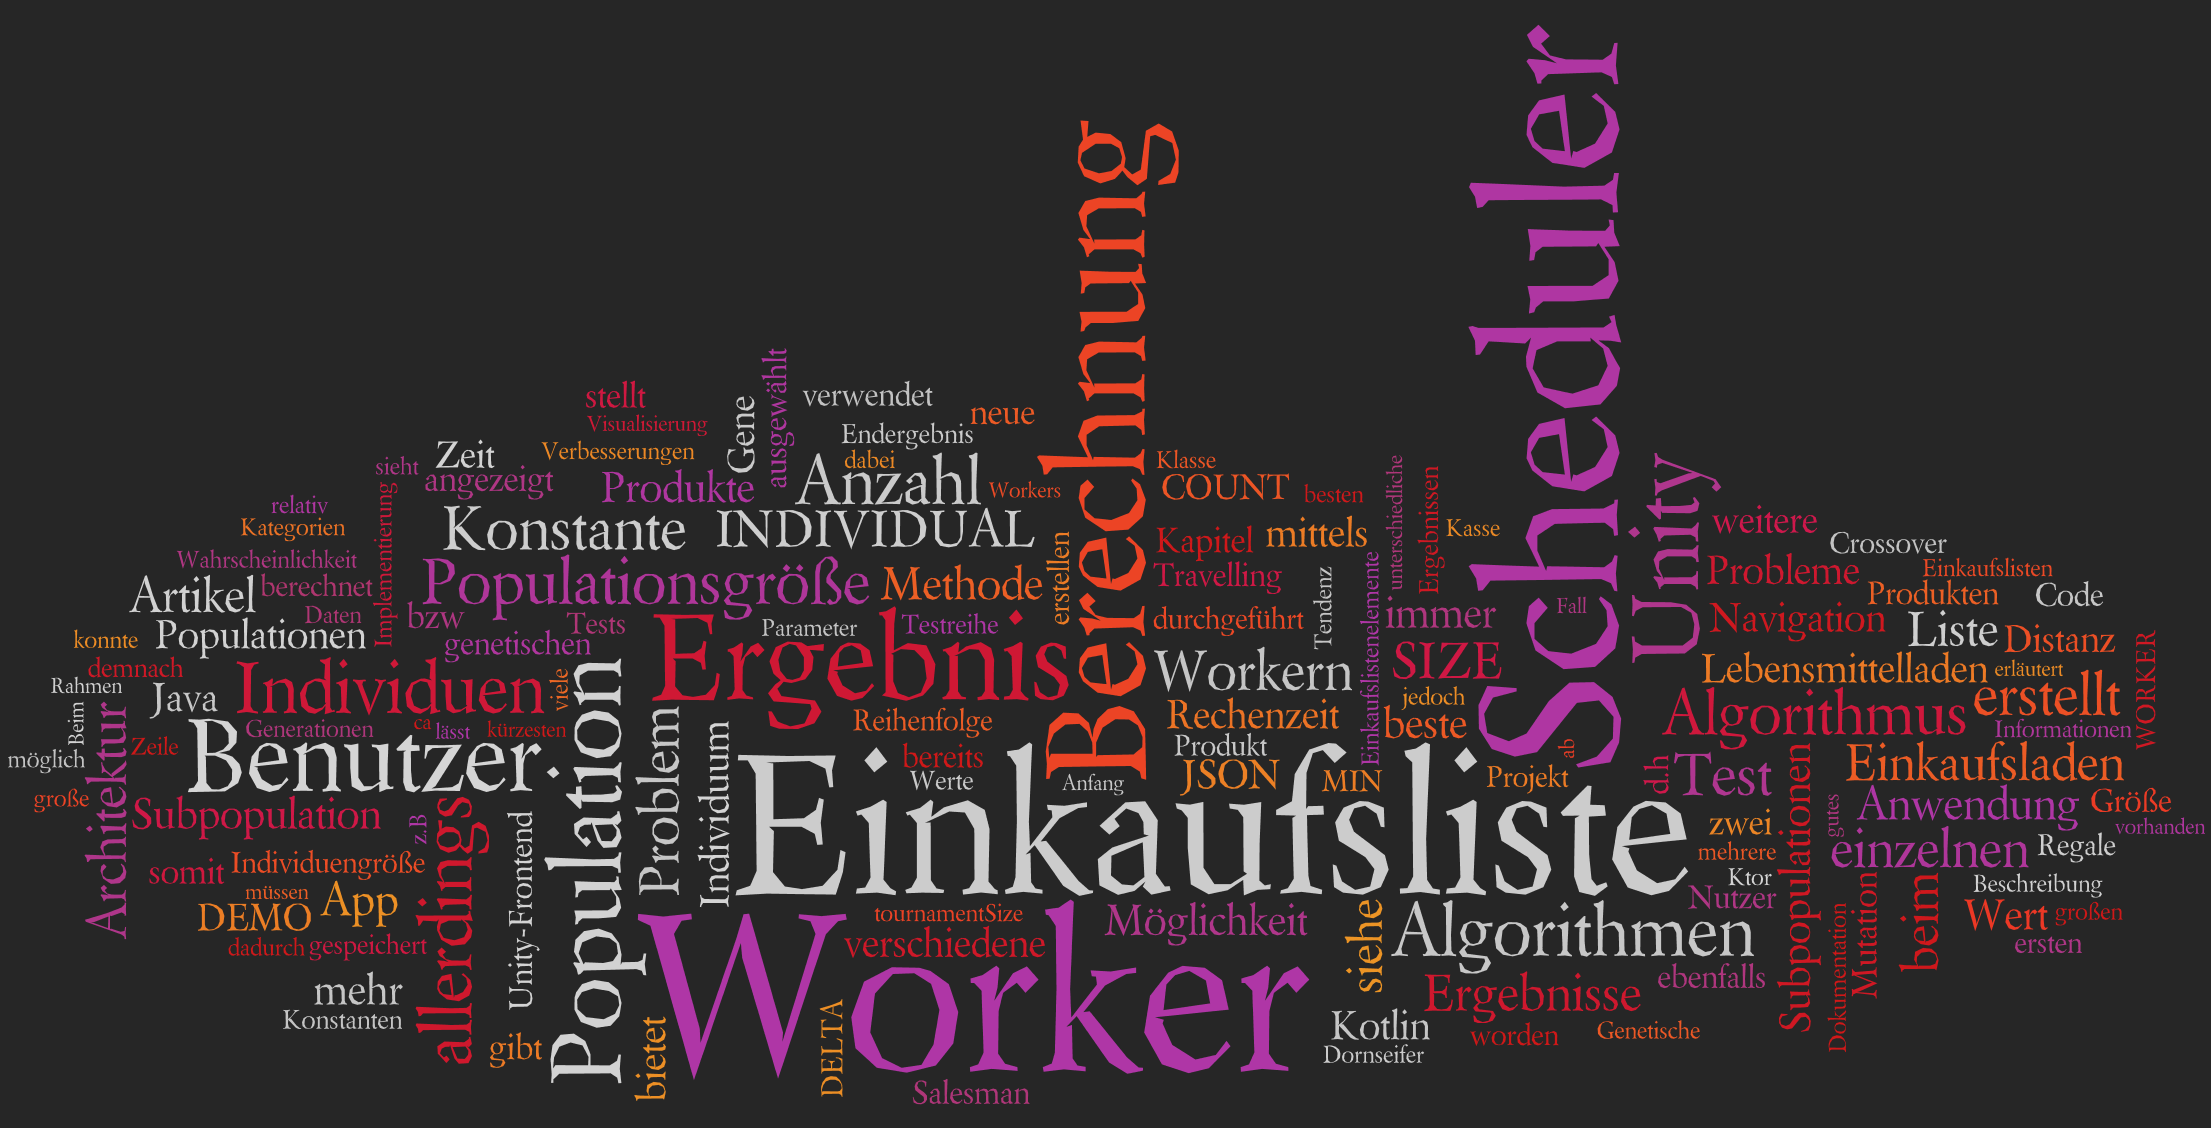 Scheduler
Berechnung
ausgewählt
stellt
verwendet
Gene
neue
Visualisierung
Endergebnis
Zeit
Verbesserungen
dabei
Klasse
sieht
angezeigt
Produkte
Anzahl
Workers
COUNT
besten
unterschiedliche
Ergebnissen
Unity
relativ
Implementierung
Kategorien
Konstante
INDIVIDUAL
erstellen
Kapitel
mittels
Kasse
weitere
Crossover
Wahrscheinlichkeit
Populationsgröße
Methode
Travelling
Tendenz
Einkaufslistenelemente
Probleme
Einkaufslisten
Artikel
berechnet
Produkten
Code
Daten
bzw
Tests
Parameter
Testreihe
durchgeführt
immer
Fall
Navigation
Liste
Distanz
konnte
Populationen
genetischen
Ergebnis
Workern
SIZE
Lebensmittelladen
erläutert
WORKER
demnach
Rahmen
Java
Individuen
viele
Population
jedoch
erstellt
Beim
Architektur
Generationen
ca
lässt
kürzesten
Problem
Individuum
Reihenfolge
Rechenzeit
beste
Algorithmus
Informationen
möglich
Zeile
Benutzer
bereits
Produkt
ab
Werte
Anfang
JSON
MIN
Projekt
d.h
Test
Subpopulationen
Einkaufsladen
große
Subpopulation
z.B
allerdings
Unity-Frontend
Einkaufsliste
zwei
gutes
Anwendung
Größe
vorhanden
somit
Individuengröße
mehrere
einzelnen
Regale
müssen
Ktor
Nutzer
Mutation
beim
Beschreibung
DEMO
App
Worker
tournamentSize
Möglichkeit
siehe
Algorithmen
Dokumentation
Wert
großen
dadurch
gespeichert
verschiedene
ersten
mehr
Ergebnisse
ebenfalls
Konstanten
DELTA
Kotlin
worden
Genetische
gibt
bietet
Dornseifer
Salesman